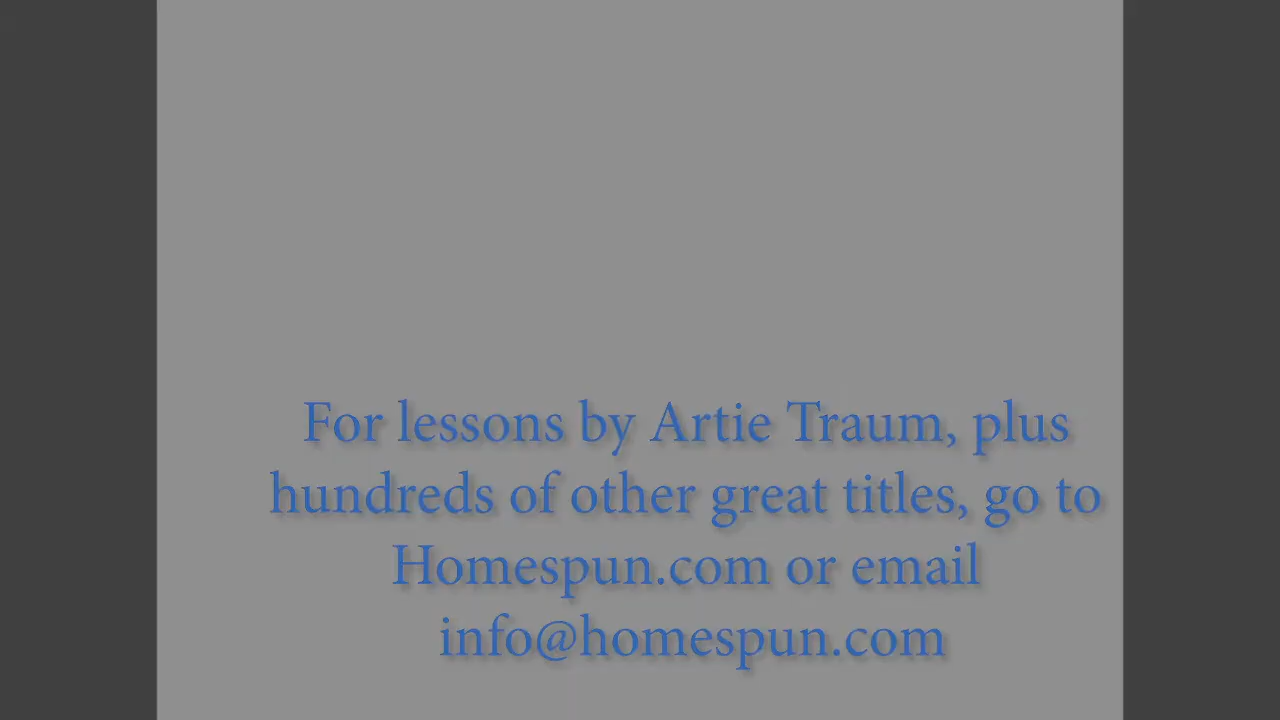 For lessons by Artie Traum, plus
hundreds of other great titles, go to
Homespun.com or email
info@homespun.com